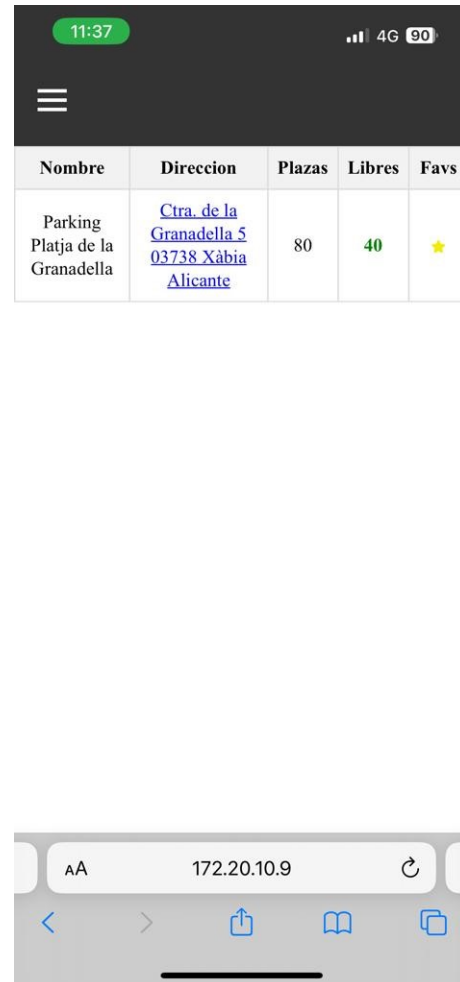 11:37 4G 90
Nombre Direccion Plazas Libres Favs
Parking
Platja de la
Granadella
Ctra. de la
Granadella 5
03738 Xàbia
Alicante
80
40
AA 172.20.10.9